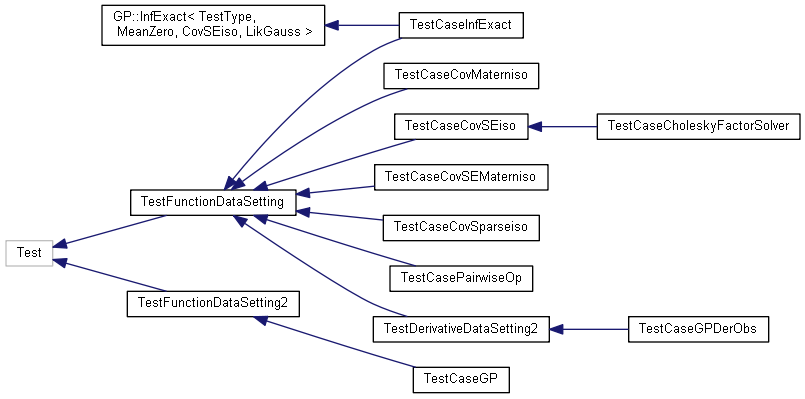 GP::InfExact< TestType,
MeanZero, CovSEiso, LikGauss >
TestCaseInfExact
TestCaseCovMaterniso
TestCaseCovSEiso
TestCaseCholeskyFactorSolver
TestCaseCovSEMaterniso
TestFunctionDataSetting
TestCaseCovSparseiso
Test
TestCasePairwiseOp
TestFunctionDataSetting2
TestDerivativeDataSetting2
TestCaseGPDerObs
TestCaseGP